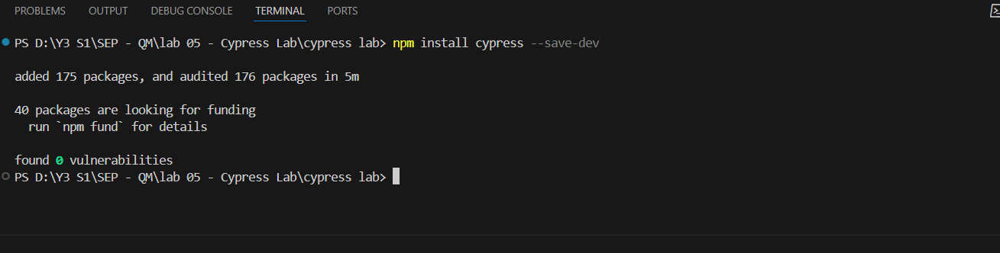 PROBLEMS OUTPUT DEBUG CONSOLE TERMINAL PORTS
PS D:\Y3 S1\SEP - QM\lab 05 - Cypress Lab\cypress lab> npm install cypress --save-dev
added 175 packages, and audited 176 packages in 5m
40 packages are looking for funding
run `npm fund` for details
found 0 vulnerabilities
PS D:\Y3 S1\SEP - QM\lab 05 - Cypress Lab\cypress lab>